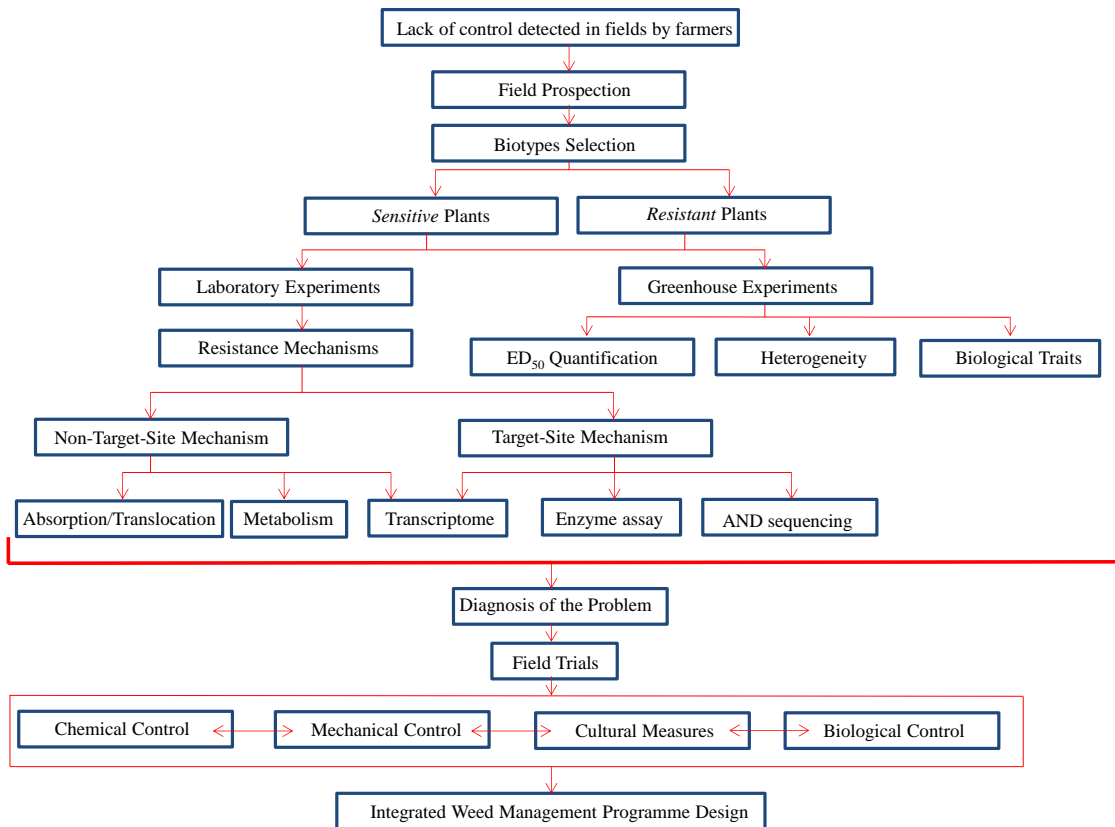 Lack of control detected in fields by farmers
Field Prospection
Biotypes Selection
Sensitive Plants
Resistant Plants
Laboratory Experiments
Greenhouse Experiments
Resistance Mechanisms
ED50 Quantification
Heterogeneity
Biological Traits
Non-Target-Site Mechanism
Target-Site Mechanism
Absorption/Translocation
Metabolism
Transcriptome
Enzyme assay
AND sequencing
Diagnosis of the Problem
Field Trials
Chemical Control
Mechanical Control
Cultural Measures
Biological Control
Integrated Weed Management Programme Design